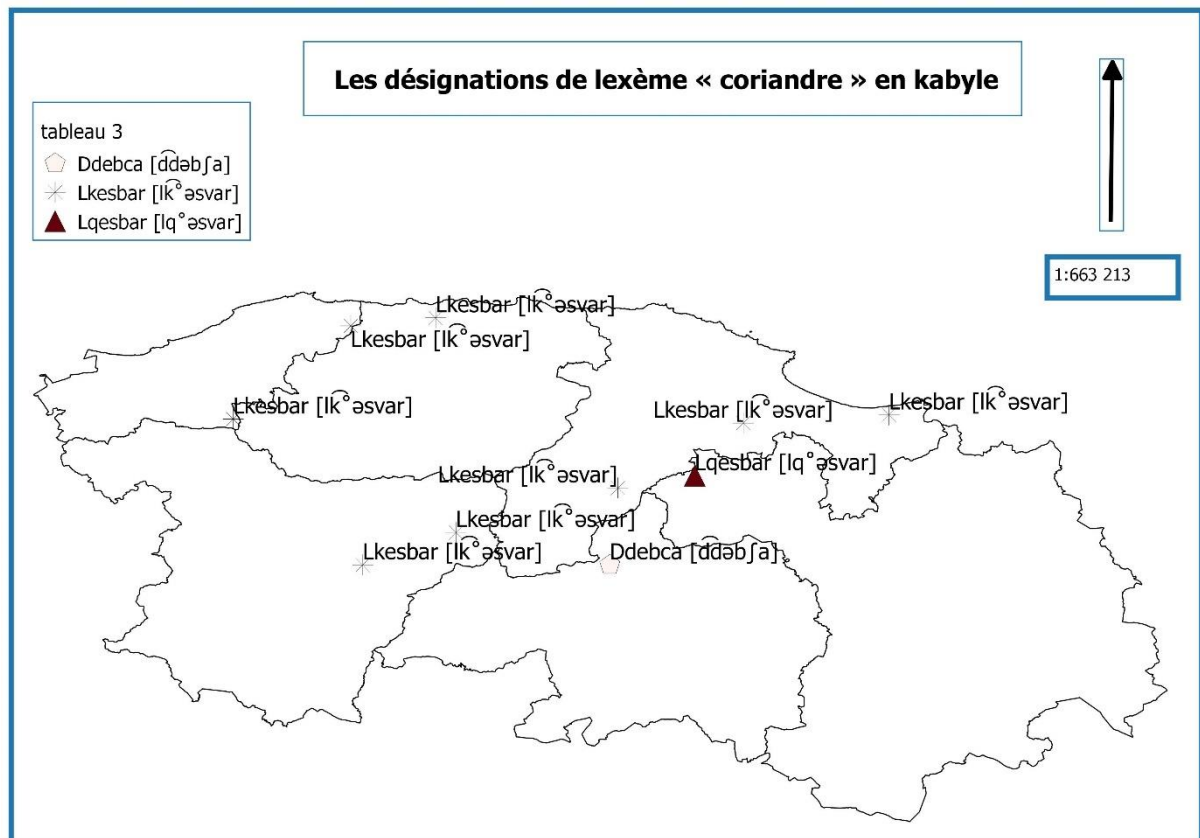 Les désignations de lexème « coriandre » en kabyle
tableau 3
Ddebca [d͡dəbʃa]
Lkesbar [lk͡°əsvar]
Lqesbar [lq°əsvar]
1:663 213
Lkesbar [lk͡°əsvar]
Lkesbar [lk͡°əsvar]
Lkesbar [lk͡°əsvar]
Lkesbar [lk͡°əsvar]
Lkesbar [lk͡°əsvar]
Lqesbar [lq°əsvar]
Lkesbar [lk͡°əsvar]
Lkesbar [lk͡°əsvar]
Lkesbar [lk͡°əsvar]
Ddebca [d͡dəbʃa]